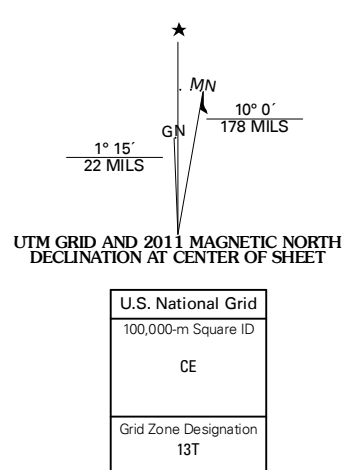 ★
MN
10° 0´
178 MILS
GN
1° 15´
22 MILS
UTM GRID AND 2011 MAGNETIC NORTH
DECLINATION AT CENTER OF SHEET
U.S. National Grid
100,000-m Square ID
CE
Grid Zone Designation
13T